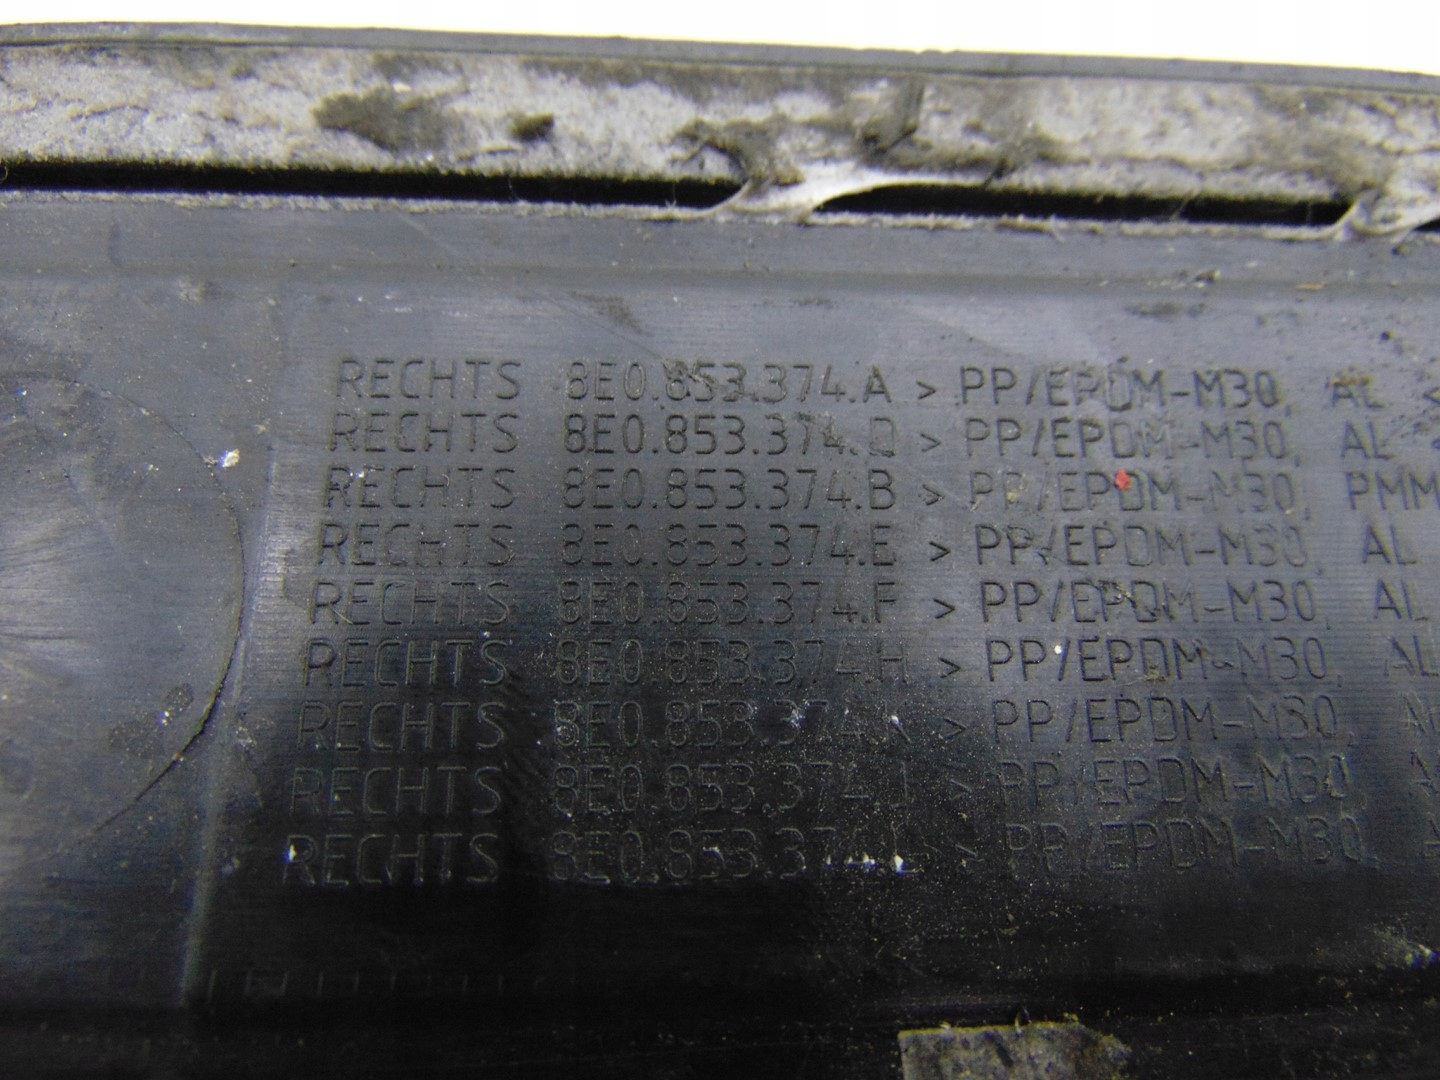 RECHTS 8E0.853.374.A > PP/EPDM-M30, AL <
RECHTS 8E0.853.374.D > PP/EPDM-M30, AL <
RECHTS 8E0.853.374.B > PP/EPDM-M30, PMM
RECHTS 8E0.853.374.E > PP/EPDM-M30, AL
RECHTS 8E0.853.374.F > PP/EPDM-M30, AL
RECHTS 8E0.853.374.H > PP/EPDM-M30, AL
RECHTS 8E0.853.374.K > PP/EPDM-M30, A
RECHTS 8E0.853.374.J > PP/EPDM-M30, A
RECHTS 8E0.853.374.L > PP/EPDM-M30, A